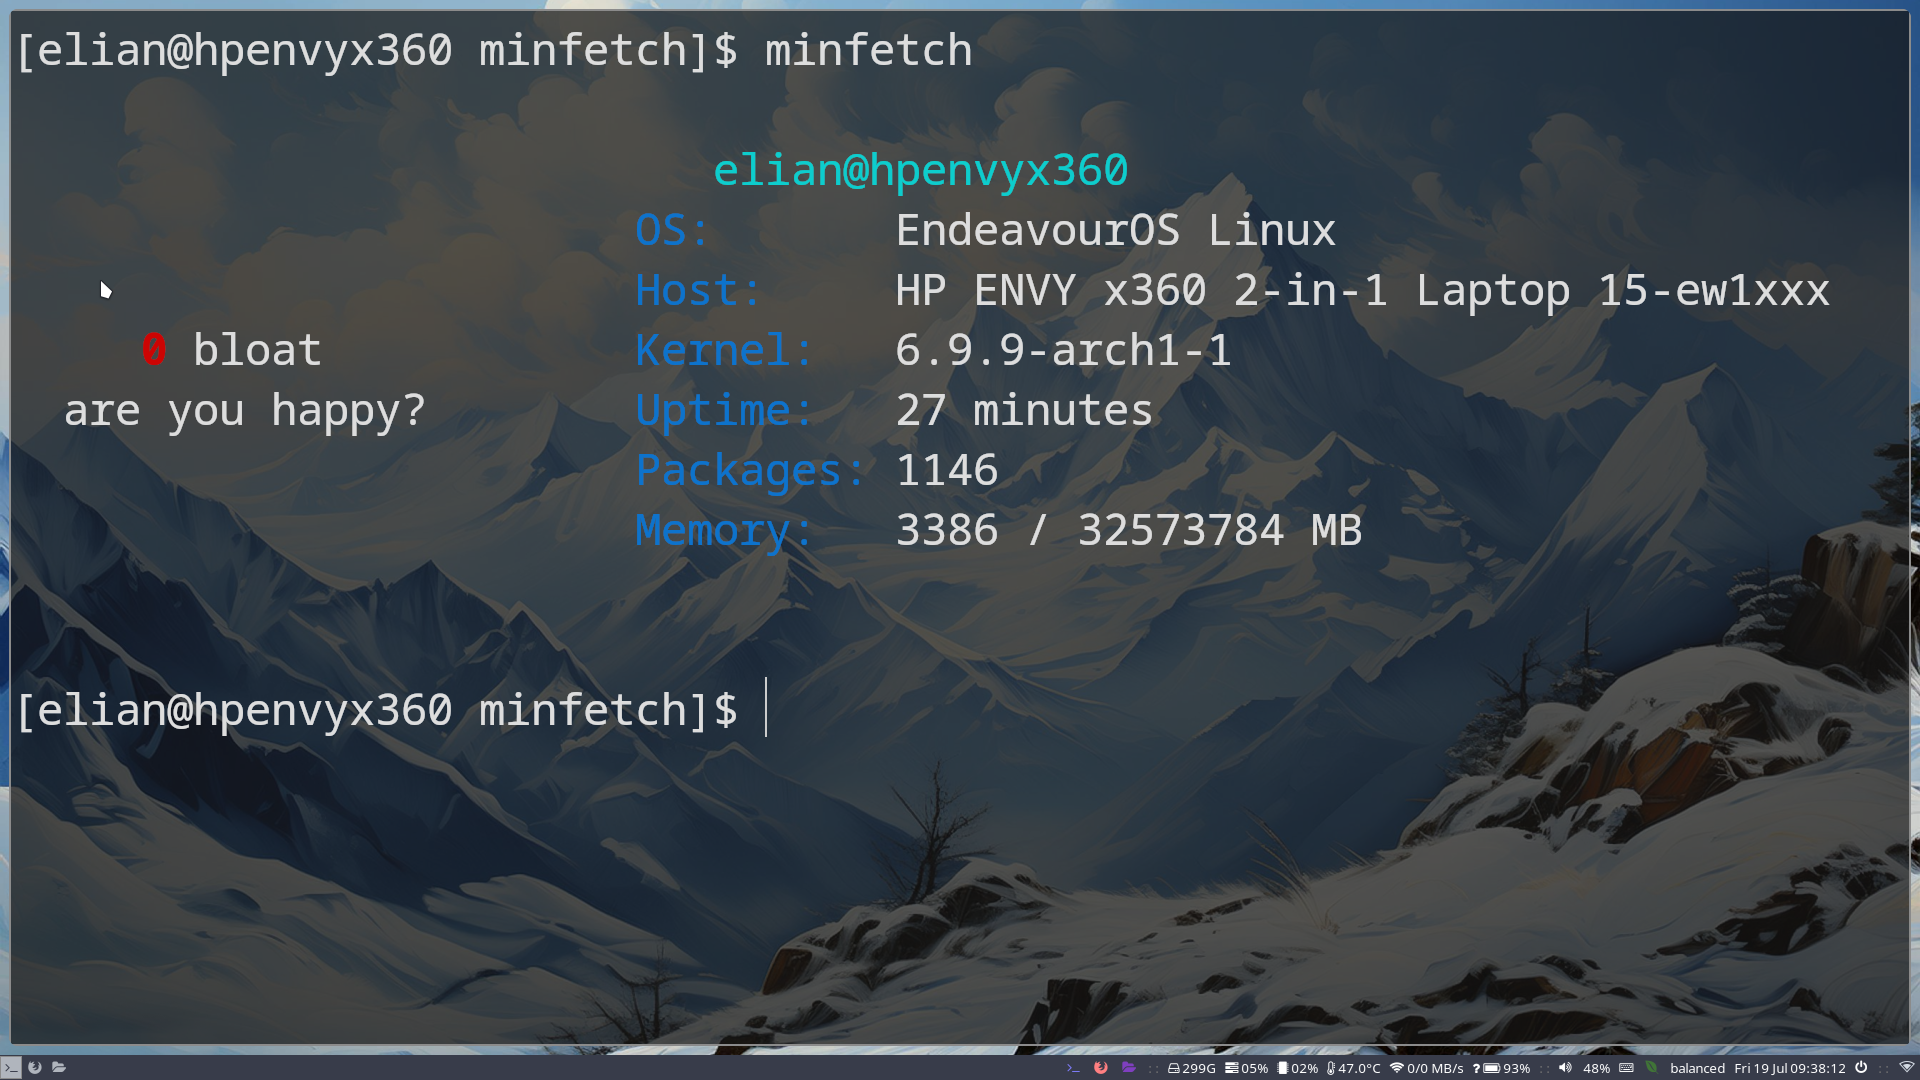 [elian@hpenvyx360 minfetch]$ minfetch
elian@hpenvyx360
OS: EndeavourOS Linux
Host: HP ENVY x360 2-in-1 Laptop 15-ew1xxx
0 bloat Kernel: 6.9.9-arch1-1
are you happy? Uptime: 27 minutes
Packages: 1146
Memory: 3386 / 32573784 MB
[elian@hpenvyx360 minfetch]$
299G 05% 02% 47.0°C 0/0 MB/s ? 93% 48% balanced Fri 19 Jul 09:38:12